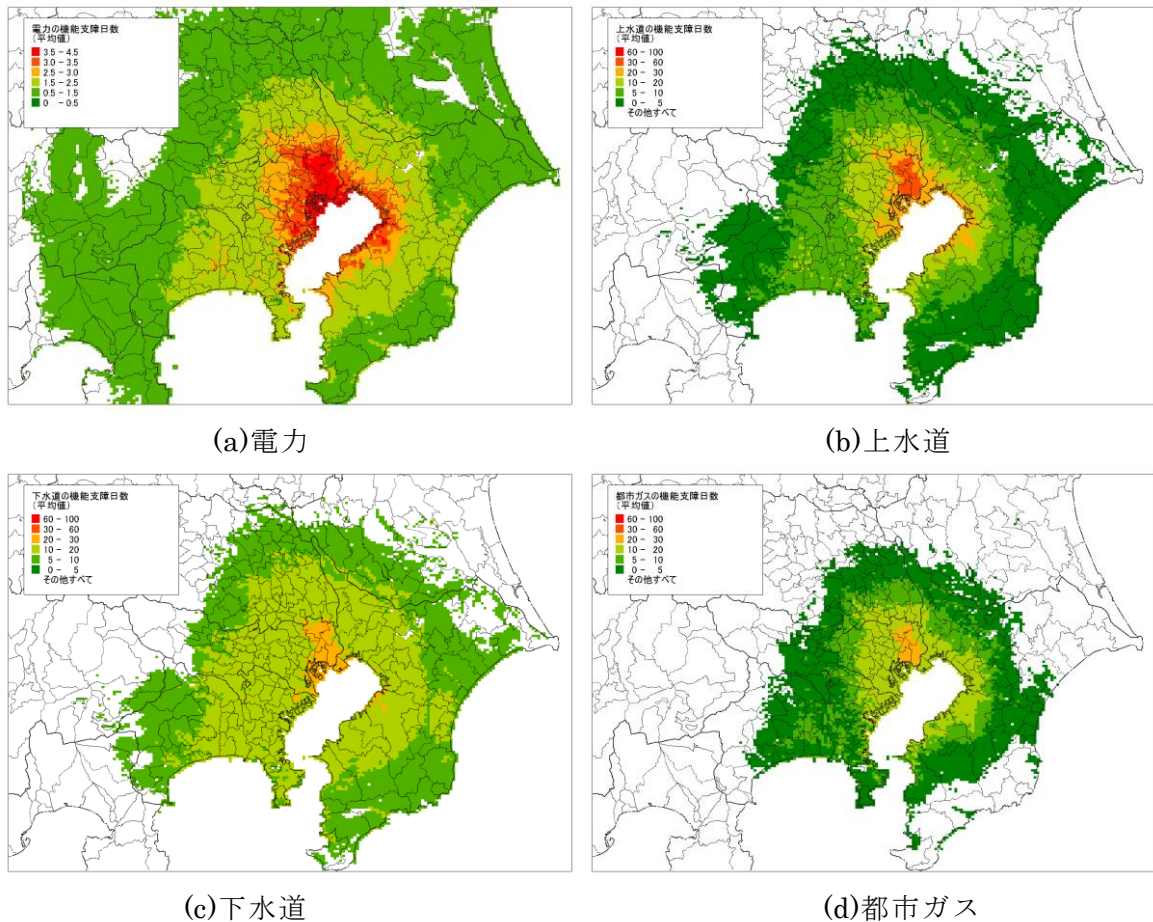 電力の機能支障日数
(平均値)
3.5 - 4.5
3.0 - 3.5
2.5 - 3.0
1.5 - 2.5
0.5 - 1.5
0 - 0.5
上水道の機能支障日数
(平均値)
60 - 100
30 - 60
20 - 30
10 - 20
5 - 10
0 - 5
その他すべて
(a)電力
(b)上水道
下水道の機能支障日数
(平均値)
60 - 100
30 - 60
20 - 30
10 - 20
5 - 10
0 - 5
その他すべて
都市ガスの機能支障日数
(平均値)
60 - 100
30 - 60
20 - 30
10 - 20
5 - 10
0 - 5
その他すべて
(c)下水道
(d)都市ガス